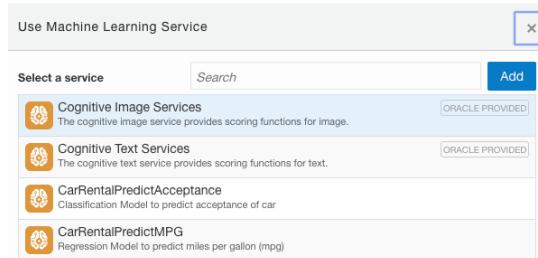 Use Machine Learning Service
×
Select a service
Search
Add
Cognitive Image Services
ORACLE PROVIDED
The cognitive image service provides scoring functions for image.
Cognitive Text Services
ORACLE PROVIDED
The cognitive text service provides scoring functions for text.
CarRentalPredictAcceptance
Classification Model to predict acceptance of car
CarRentalPredictMPG
Regression Model to predict miles per gallon (mpg)